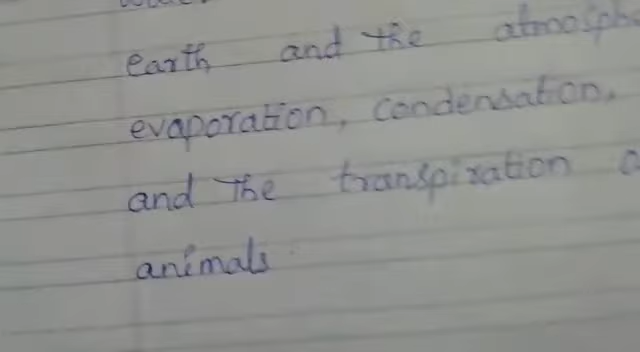 earth and the
evaporation, condensation,
and the transpiration
animals